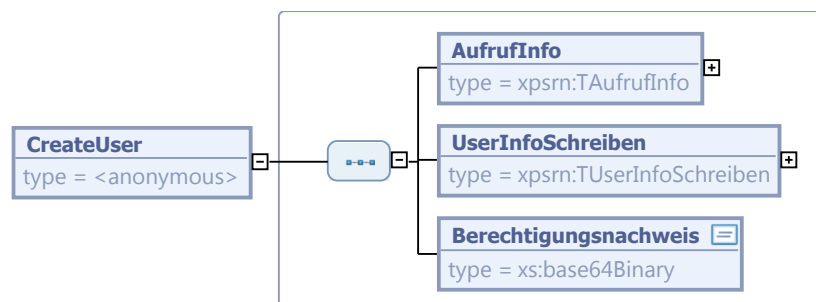 AufrufInfo
type = xpsrn:TAufrufInfo
CreateUser
type = <anonymous>
UserInfoSchreiben
type = xpsrn:TUserInfoSchreiben
Berechtigungsnachweis
type = xs:base64Binary